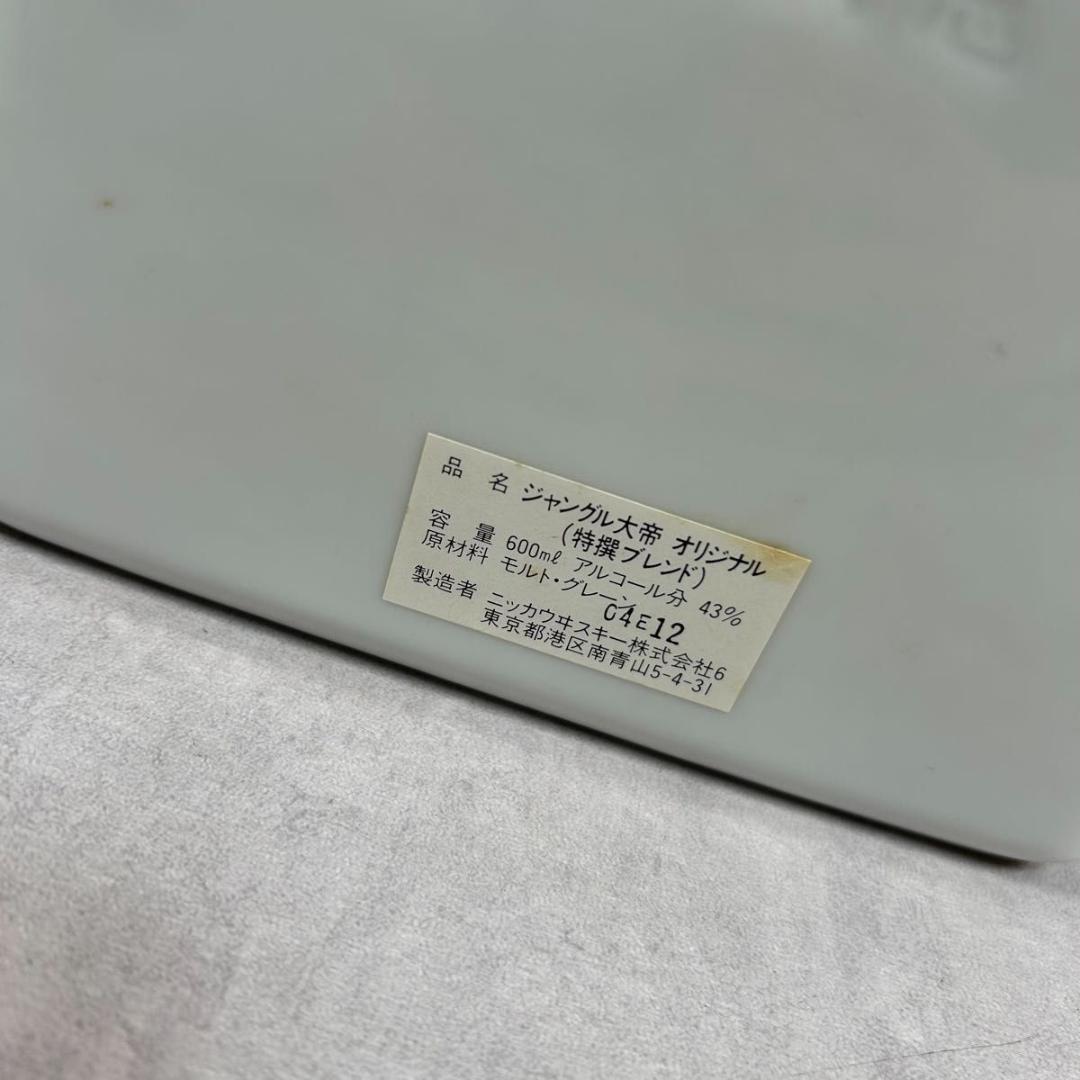 品 名 ジャングル大帝 オリジナル
(特撰ブレンド)
容 量 600mℓ アルコール分 43%
原材料 モルト・グレーン
04E12
製造者 ニッカウヰスキー株式会社6
東京都港区南青山5-4-31